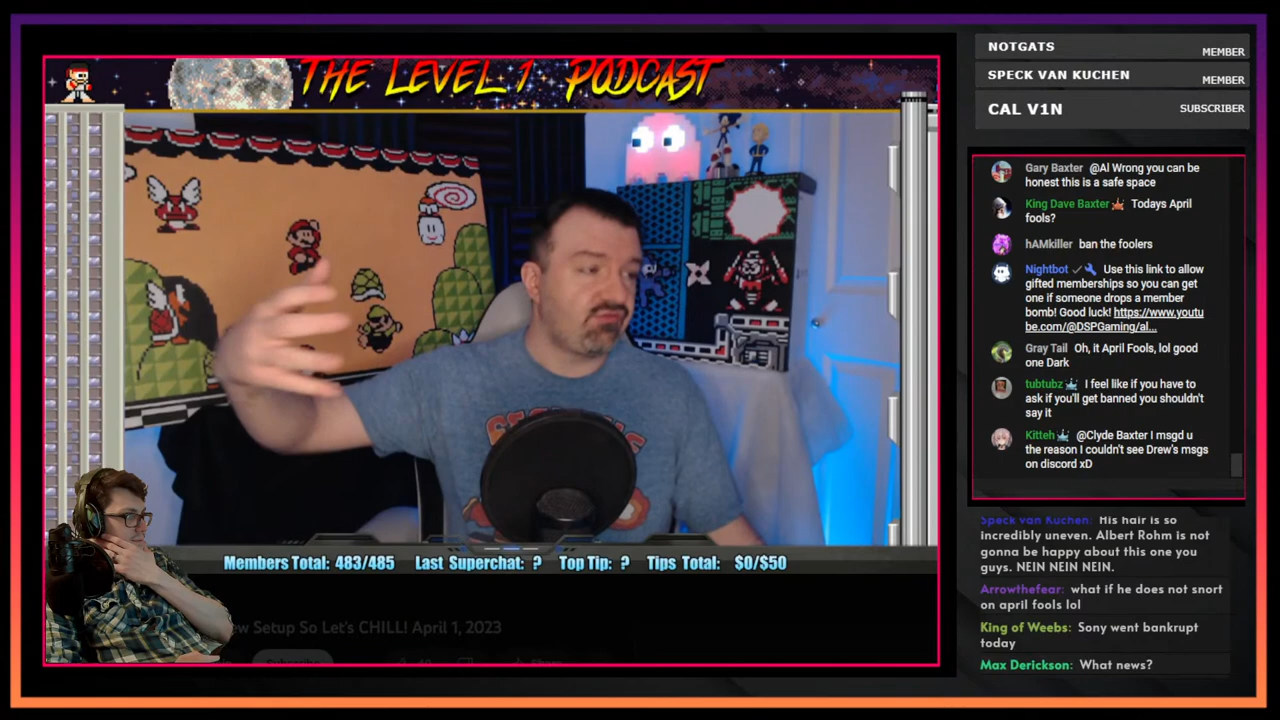 THE LEVEL 1 PODCAST
Members Total: 483/485 Last Superchat: ? Top Tip: ? Tips Total: $0/$50
ew Setup So Let's CHILL! April 1, 2023
Subscribe
Share
NOTGATS MEMBER
SPECK VAN KUCHEN MEMBER
CAL V1N SUBSCRIBER
Gary Baxter @Al Wrong you can be
honest this is a safe space
King Dave Baxter Todays April
fools?
hAMkiller ban the foolers
Nightbot Use this link to allow
gifted memberships so you can get
one if someone drops a member
bomb! Good luck! https://www.youtu
be.com/@DSPGaming/al...
Gray Tail Oh, it April Fools, lol good
one Dark
tubtubz I feel like if you have to
ask if you'll get banned you shouldn't
say it
Kitteh @Clyde Baxter I msgd u
the reason I couldn't see Drew's msgs
on discord xD
Speck van Kuchen: His hair is so
incredibly uneven. Albert Rohm is not
gonna be happy about this one you
guys. NEIN NEIN NEIN.
Arrowthefear: what if he does not snort
on april fools lol
King of Weebs: Sony went bankrupt
today
Max Derickson: What news?